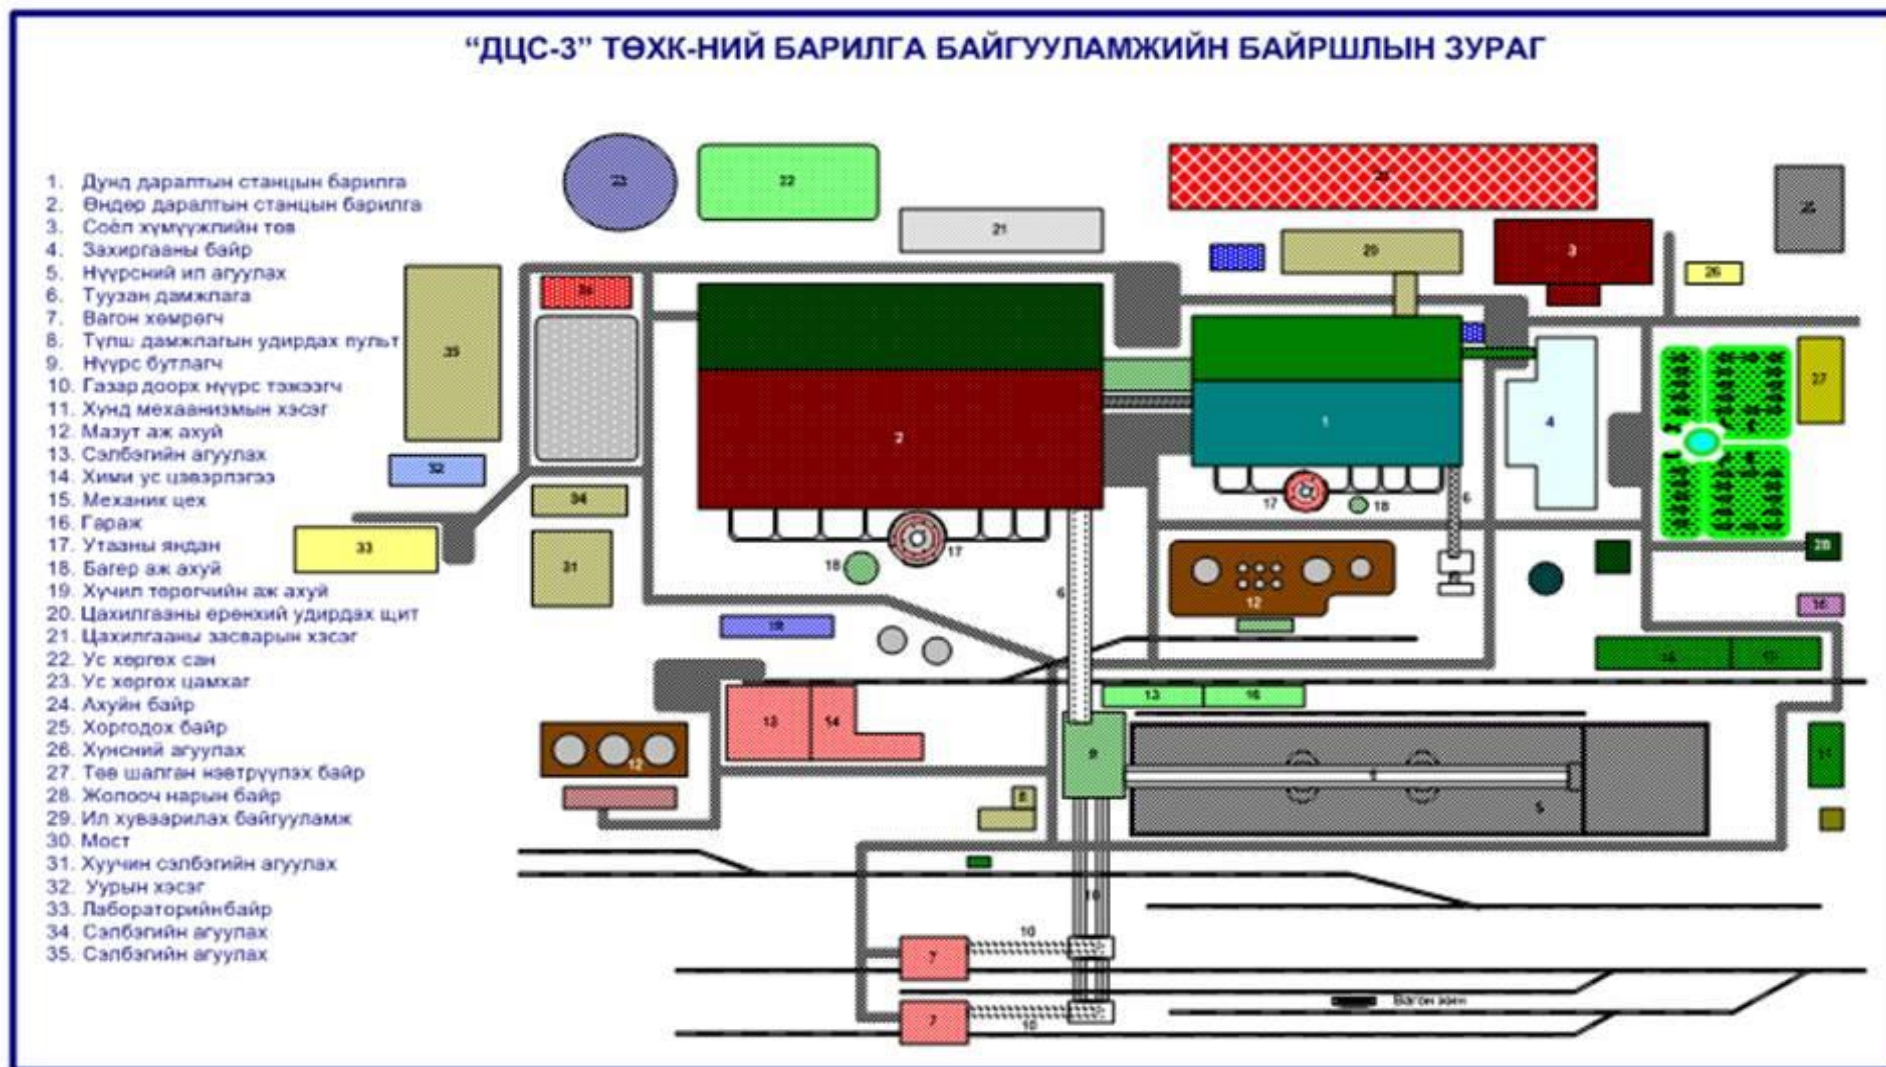 “ДЦС-3” ТӨХК-НИЙ БАРИЛГА БАЙГУУЛАМЖИЙН БАЙРШЛЫН ЗУРАГ
1. Дунд даралтын станцын барилга
2. Өндөр даралтын станцын барилга
3. Соёл хүмүүжлийн төв
4. Захиргааны байр
5. Нүүрсний ил агуулах
6. Туузан дамжлага
7. Вагон хөмрөгч
8. Түлш дамжлагын удирдах пульт
9. Нүүрс бутлагч
10. Газар доорх нүүрс тэжээгч
11. Хүнд механизмын хэсэг
12. Мазут аж ахуй
13. Сэлбэгийн агуулах
14. Хими ус цэвэрлэгээ
15. Механик цех
16. Гараж
17. Утааны яндан
18. Багер аж ахуй
19. Хүчил төрөгчийн аж ахуй
20. Цахилгааны ерөнхий удирдах щит
21. Цахилгааны засварын хэсэг
22. Ус хөргөх сан
23. Ус хөргөх цамхаг
24. Ахуйн байр
25. Хоргодох байр
26. Хүнсний агуулах
27. Төв шалган нэвтрүүлэх байр
28. Жолооч нарын байр
29. Ил хуваарилах байгууламж
30. Мост
31. Хуучин сэлбэгийн агуулах
32. Уурын хэсэг
33. Лабораторийн байр
34. Сэлбэгийн агуулах
35. Сэлбэгийн агуулах
23
22
21
20
3
26
35
2
1
4
27
32
34
33
31
17
18
17
18
6
6
12
28
13
16
13
14
12
9
8
5
10
10
7
7
10
Вагон жин